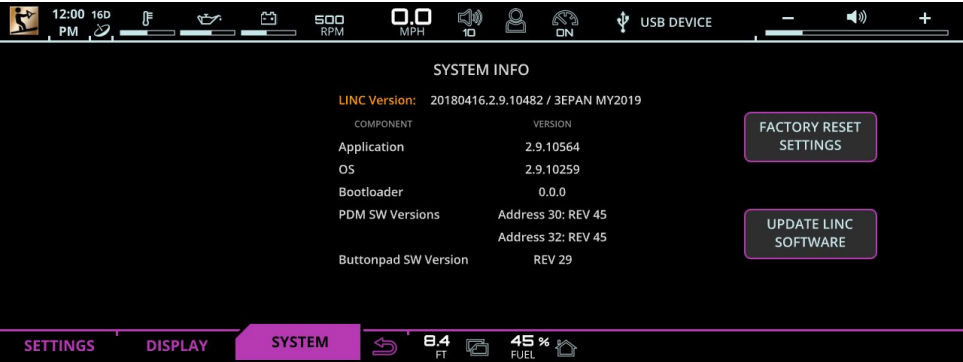 12:00 16D
PM
500
RPM
0.0
MPH
10
ON
USB DEVICE
− +
SYSTEM INFO
LINC Version: 20180416.2.9.10482 / 3EPAN MY2019
COMPONENT VERSION
Application 2.9.10564
OS 2.9.10259
Bootloader 0.0.0
PDM SW Versions Address 30: REV 45
Address 32: REV 45
Buttonpad SW Version REV 29
FACTORY RESET
SETTINGS
UPDATE LINC
SOFTWARE
SETTINGS DISPLAY SYSTEM
8.4
FT
45 %
FUEL